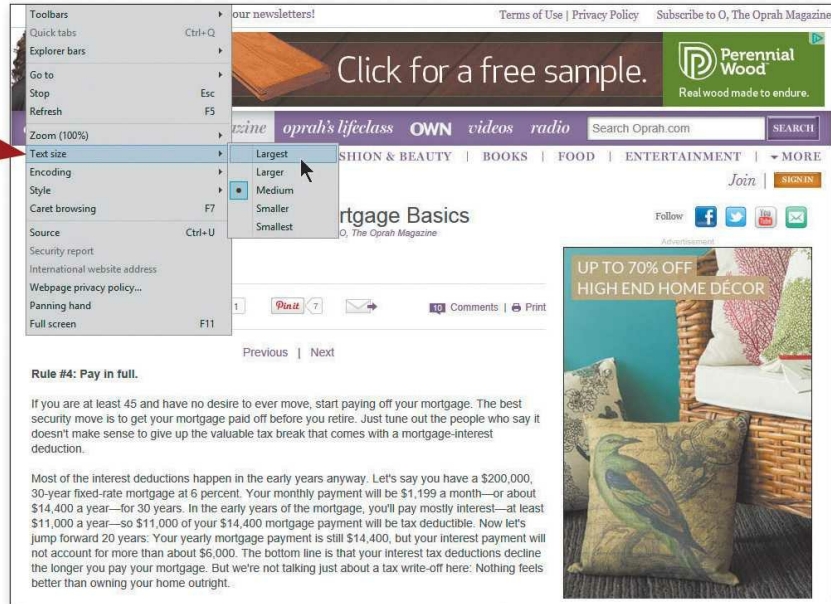 Toolbars
Quick tabs Ctrl+Q
Explorer bars
Go to
Stop Esc
Refresh F5
Zoom (100%)
Text size
Encoding
Style
Caret browsing F7
Source Ctrl+U
Security report
International website address
Webpage privacy policy...
Panning hand
Full screen F11
Largest
Larger
Medium
Smaller
Smallest
our newsletters!
Terms of Use | Privacy Policy Subscribe to O, The Oprah Magazine
Click for a free sample.
Perennial
Wood
Real wood made to endure.
azine oprah's lifeclass OWN videos radio Search Oprah.com SEARCH
SHION & BEAUTY | BOOKS | FOOD | ENTERTAINMENT | MORE
Join | SIGN IN
rtgage Basics
O, The Oprah Magazine
Follow f You Tube
Advertisement
UP TO 70% OFF
HIGH END HOME DÉCOR
1 Pin it 7 10 Comments | Print
Previous | Next
Rule #4: Pay in full.
If you are at least 45 and have no desire to ever move, start paying off your mortgage. The best
security move is to get your mortgage paid off before you retire. Just tune out the people who say it
doesn't make sense to give up the valuable tax break that comes with a mortgage-interest
deduction.
Most of the interest deductions happen in the early years anyway. Let's say you have a $200,000,
30-year fixed-rate mortgage at 6 percent. Your monthly payment will be $1,199 a month—or about
$14,400 a year—for 30 years. In the early years of the mortgage, you'll pay mostly interest—at least
$11,000 a year—so $11,000 of your $14,400 mortgage payment will be tax deductible. Now let's
jump forward 20 years: Your yearly mortgage payment is still $14,400, but your interest payment will
not account for more than about $6,000. The bottom line is that your interest tax deductions decline
the longer you pay your mortgage. But we're not talking just about a tax write-off here: Nothing feels
better than owning your home outright.